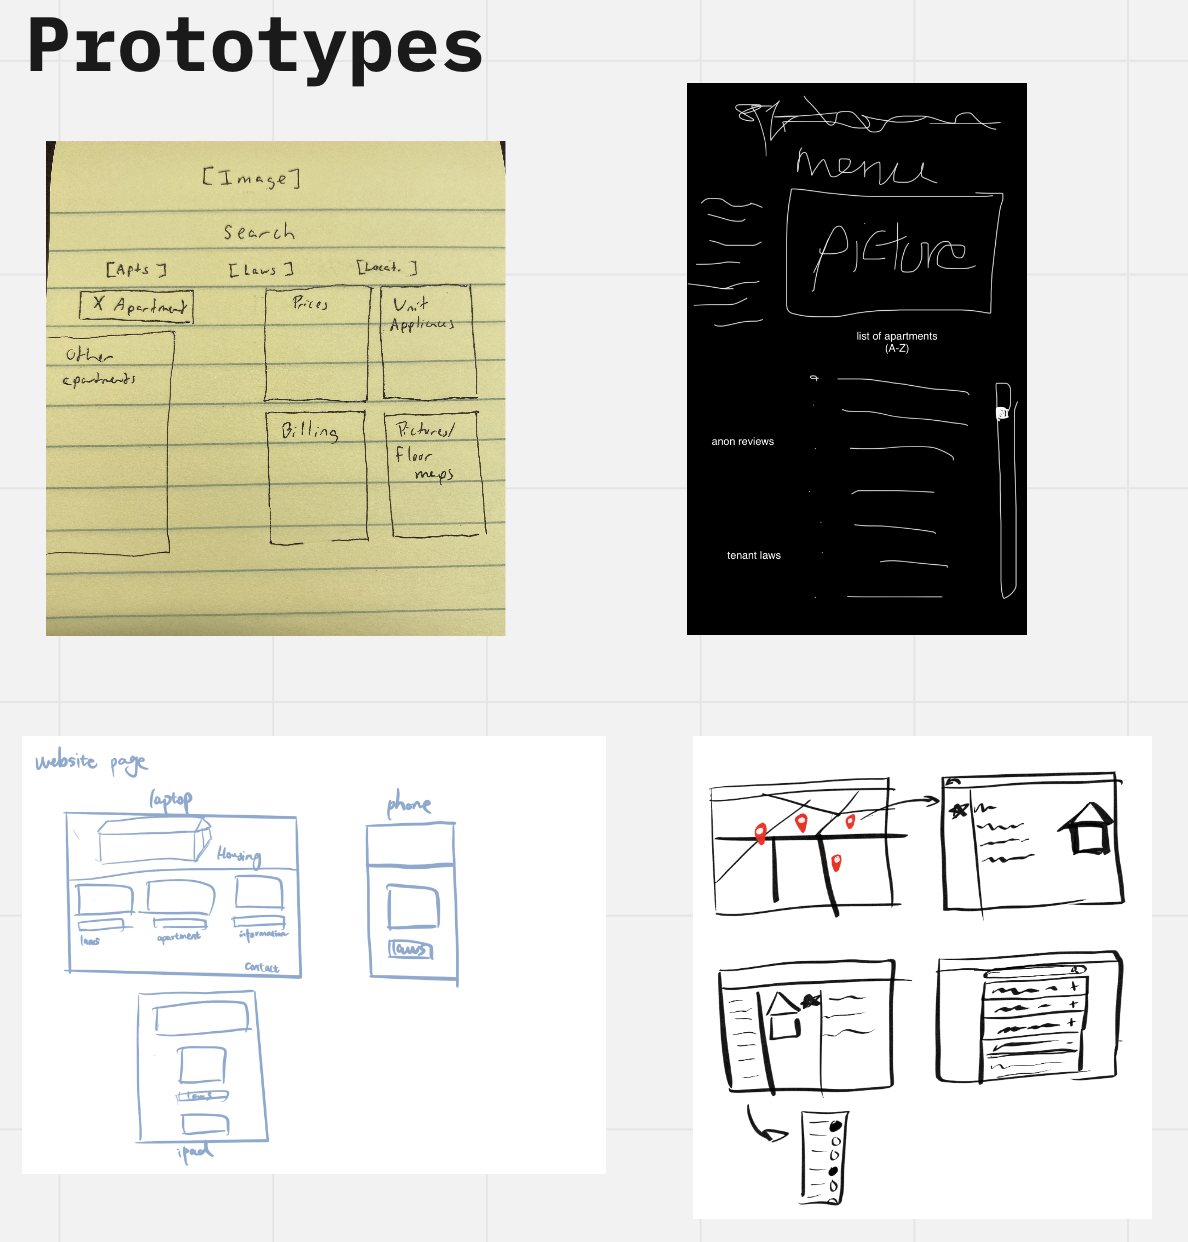 Prototypes
[Image]
Search
[Apts] [Laws] [Locat.]
X Apartment
Other
apartments
Prices
Unit
Appliances
Billing
Pictures/
Floor
maps
menu
picture
list of apartments
(A-Z)
anon reviews
tenant laws
website page
laptop
Housing
laws
apartment
information
Contact
phone
laws
laws
ipad